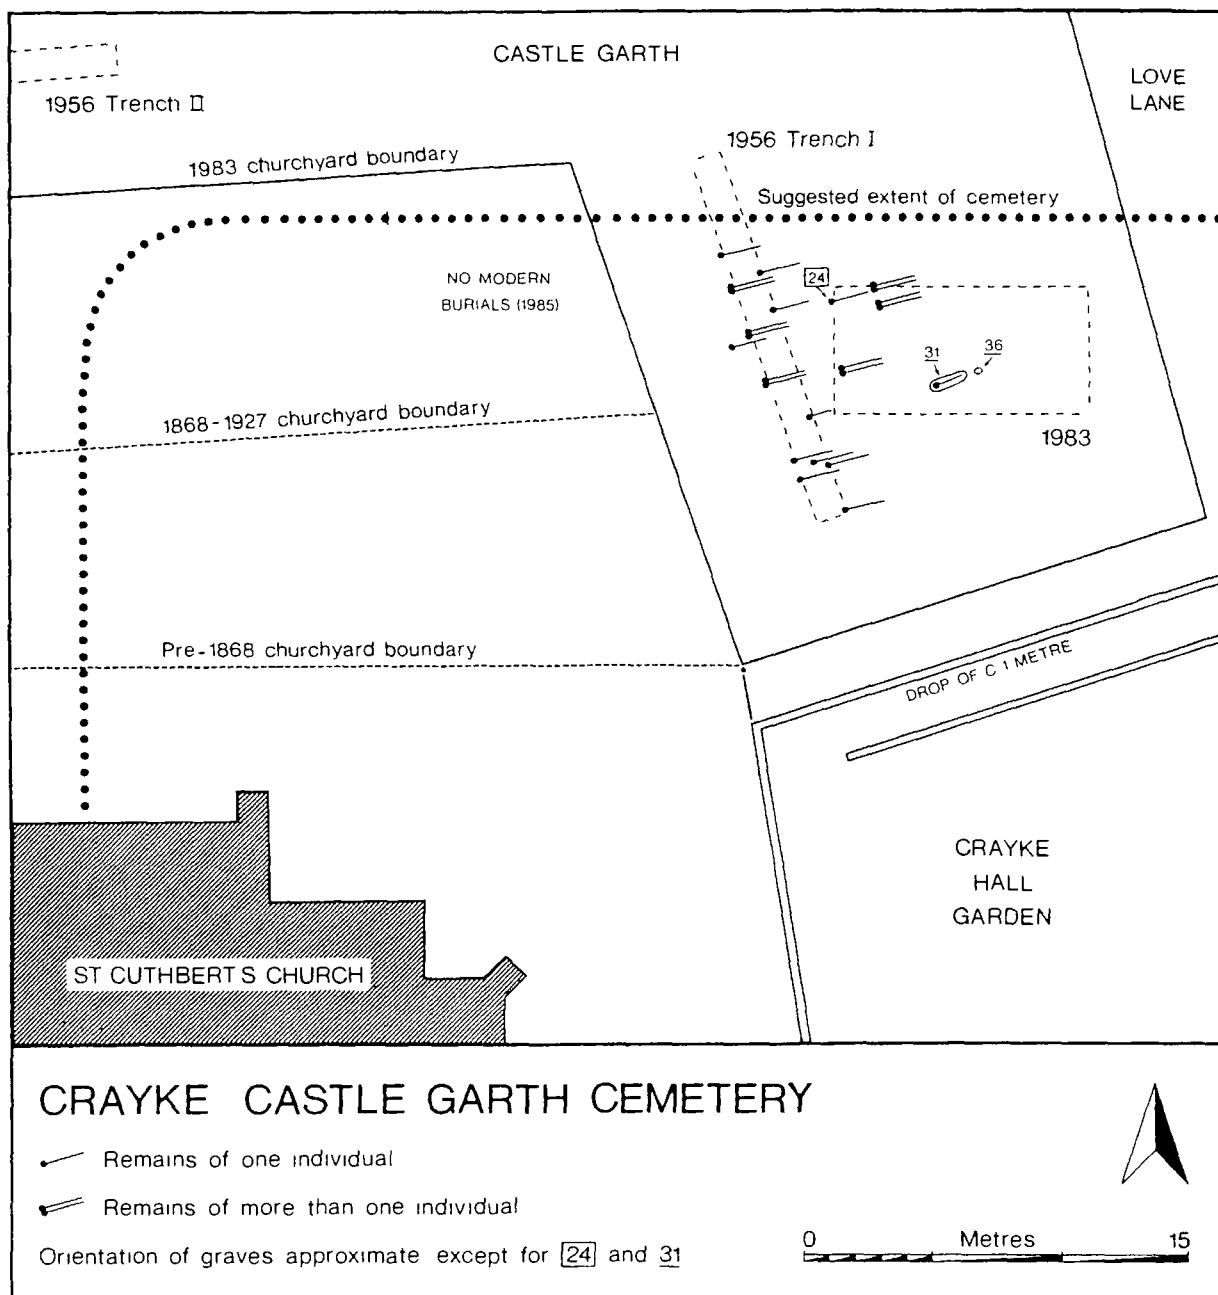 CASTLE GARTH
LOVE
LANE
1956 Trench II
1956 Trench I
1983 churchyard boundary
Suggested extent of cemetery
NO MODERN
BURIALS (1985)
24
31
36
1868-1927 churchyard boundary
1983
Pre-1868 churchyard boundary
DROP OF C 1 METRE
CRAYKE
HALL
GARDEN
ST CUTHBERT S CHURCH
CRAYKE CASTLE GARTH CEMETERY
Remains of one individual
Remains of more than one individual
Orientation of graves approximate except for 24 and 31
0 Metres 15